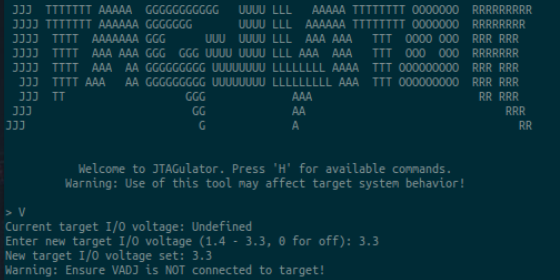 JJJ TTTTTTT AAAAA GGGGGGGGGGG UUUU LLL AAAAA TTTTTTTT OOOOOOO RRRRRRRRR
JJJJ TTTTTTT AAAAAA GGGGGGG UUUU LLL AAAAAA TTTTTTTT OOOOOOO RRRRRRRR
JJJJ TTTT AAAAAAA GGG UUU UUUU LLL AAA AAA TTT OOOO OOO RRR RRR
JJJJ TTTT AAA AAA GGG GGG UUUU UUUU LLL AAA AAA TTT OOO OOO RRRRRRR
JJJJ TTTT AAA AA GGGGGGGGG UUUUUUUU LLLLLLLL AAAA TTT OOOOOOOOO RRR RRR
JJJ TTTT AAA AA GGGGGGGGG UUUUUUUU LLLLLLLLL AAA TTT OOOOOOOOO RRR RRR
JJJ TT GGG AAA RR RRR
JJJ GG AA RRR
JJJ G A RR
Welcome to JTAGulator. Press 'H' for available commands.
Warning: Use of this tool may affect target system behavior!
> V
Current target I/O voltage: Undefined
Enter new target I/O voltage (1.4 - 3.3, 0 for off): 3.3
New target I/O voltage set: 3.3
Warning: Ensure VADJ is NOT connected to target!